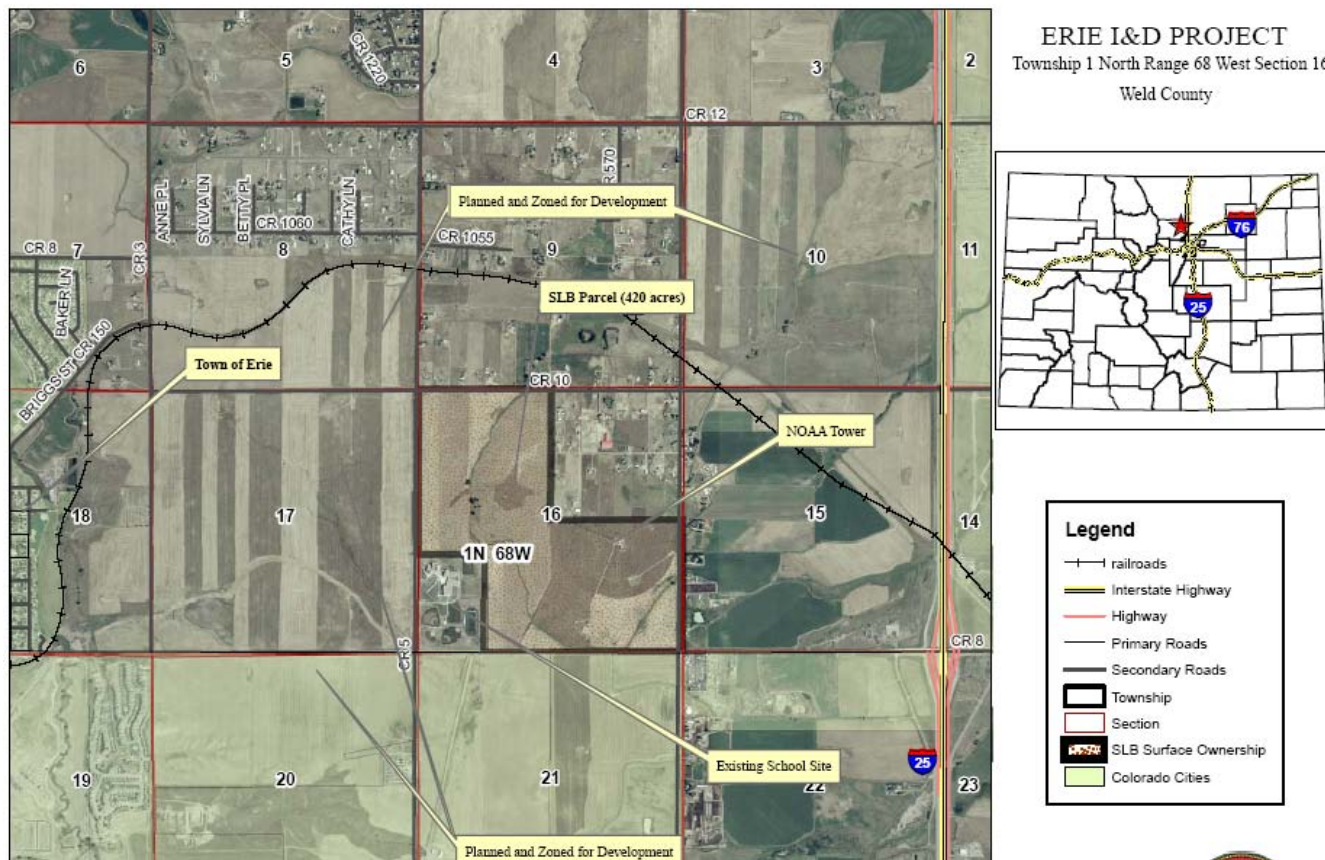 ERIE I&D PROJECT
Township 1 North Range 68 West Section 16
Weld County
6
5
CR 1220
4
3
2
CR 12
ANNE PL
SYLVIA LN
BETTY PL
CATHY LN
CR 1060
R 570
Planned and Zoned for Development
CR 8
7
CR 3
8
CR 1055
9
10
11
BAKER LN
SLB Parcel (420 acres)
BRIGGS ST CR 150
Town of Erie
CR 10
NOAA Tower
18
17
16
15
14
1N 68W
CR 5
CR 8
Existing School Site
25
19
20
21
22
23
Planned and Zoned for Development
76
25
Legend
railroads
Interstate Highway
Highway
Primary Roads
Secondary Roads
Township
Section
SLB Surface Ownership
Colorado Cities